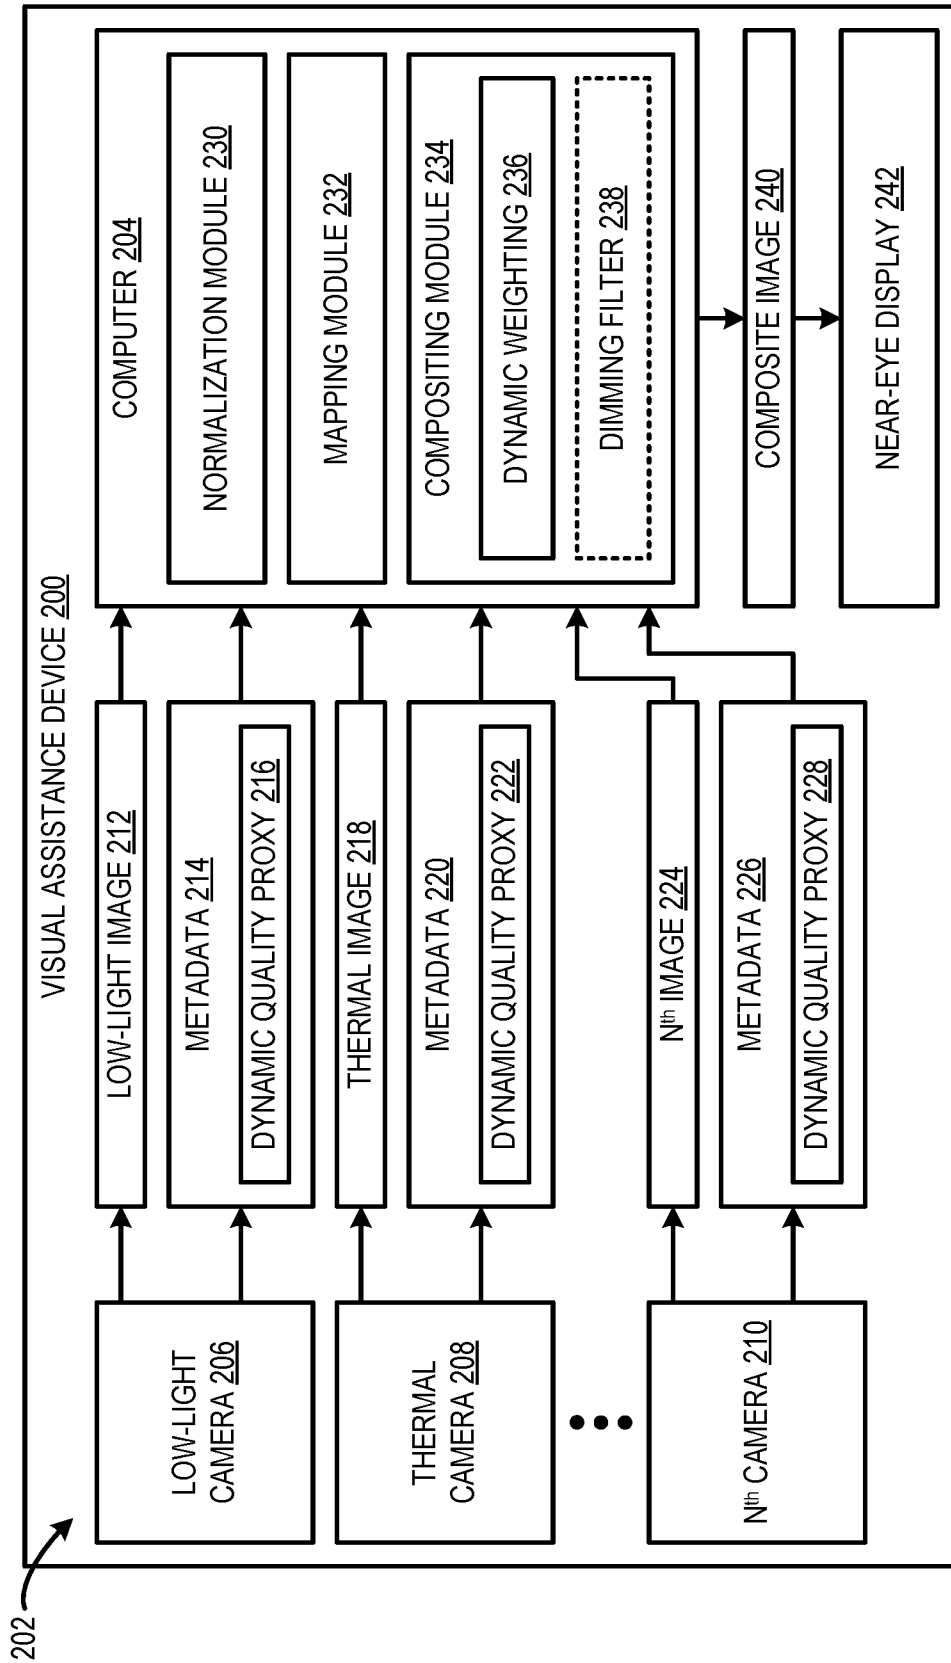 202
VISUAL ASSISTANCE DEVICE 200
LOW-LIGHT
CAMERA 206
THERMAL
CAMERA 208
Nth CAMERA 210
LOW-LIGHT IMAGE 212
METADATA 214
DYNAMIC QUALITY PROXY 216
THERMAL IMAGE 218
METADATA 220
DYNAMIC QUALITY PROXY 222
Nth IMAGE 224
METADATA 226
DYNAMIC QUALITY PROXY 228
COMPUTER 204
NORMALIZATION MODULE 230
MAPPING MODULE 232
COMPOSITING MODULE 234
DYNAMIC WEIGHTING 236
DIMMING FILTER 238
COMPOSITE IMAGE 240
NEAR-EYE DISPLAY 242